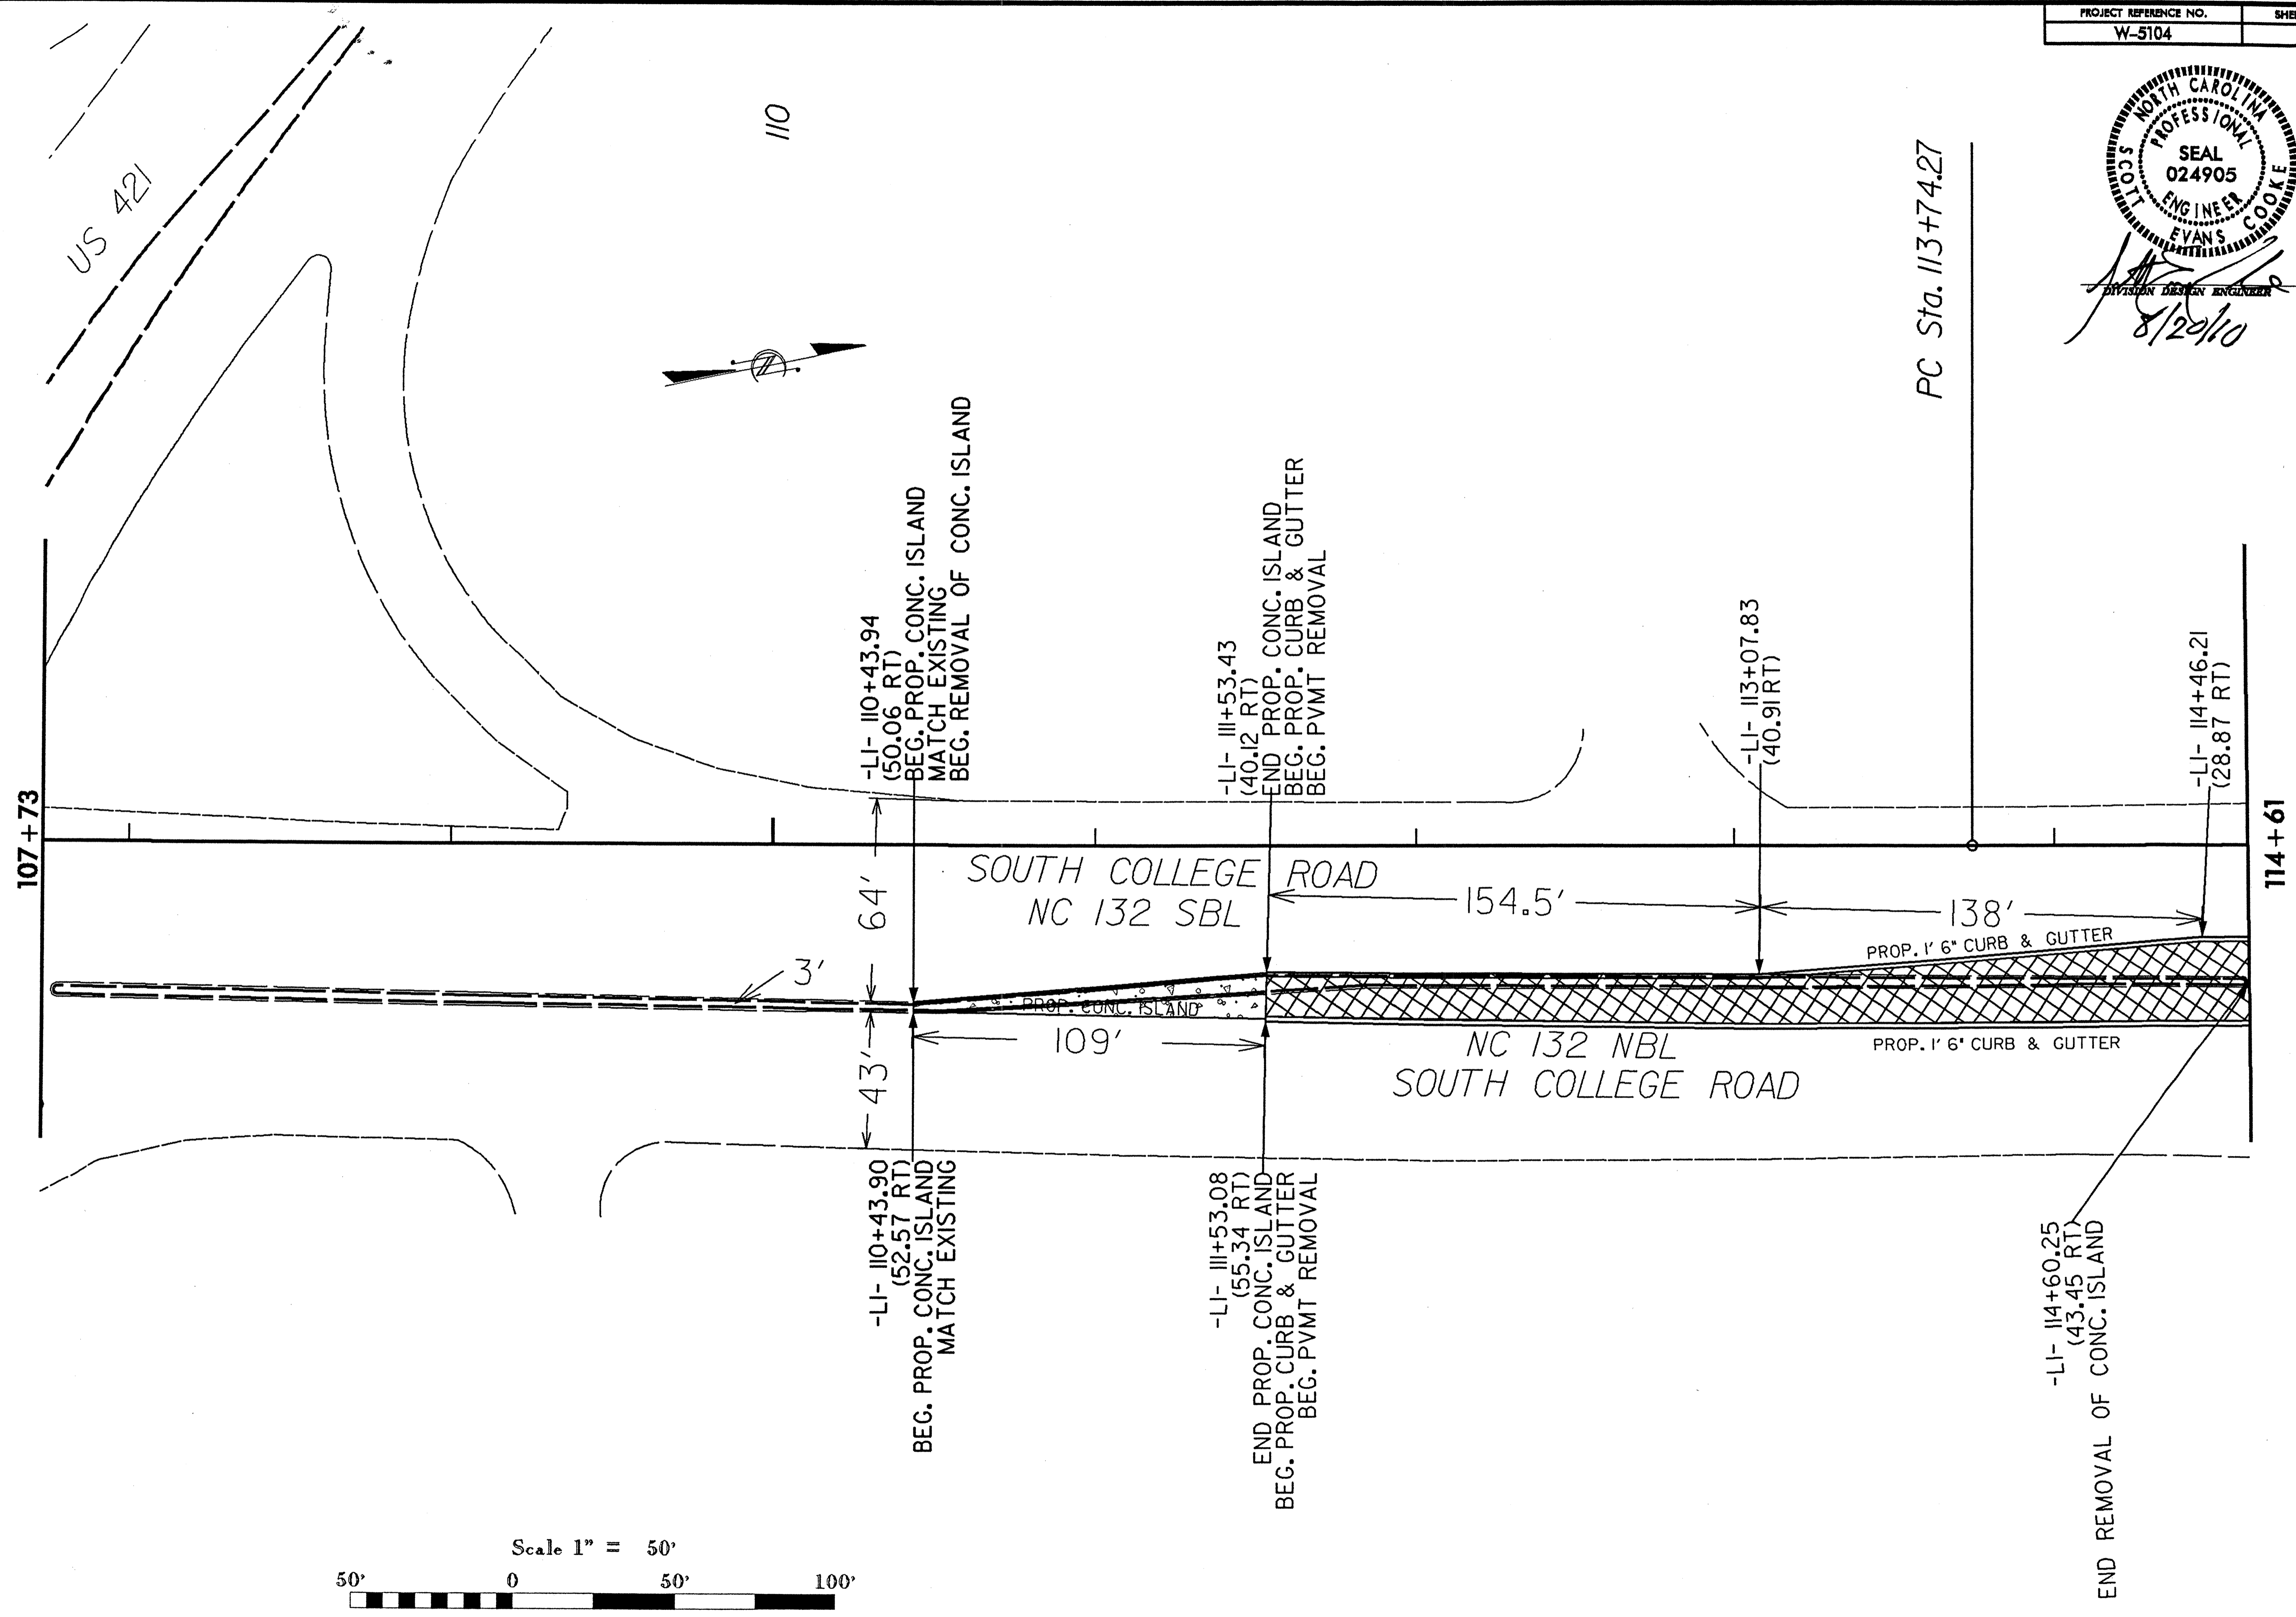 PROJECT REFERENCE NO.
W-5104
NORTH CAROLINA
PROFESSIONAL
SEAL
024905
ENGINEER
SCOTT EVANS COOKE
DIVISION DESIGN ENGINEER
8/20/10
US 421
110
PC Sta. 113+74.27
-L1- 110+43.94
(50.06 RT)
BEG. PROP. CONC. ISLAND
MATCH EXISTING
BEG. REMOVAL OF CONC. ISLAND
-L1- 111+53.43
(40.12 RT)
END PROP. CONC. ISLAND
BEG. PROP. CURB & GUTTER
BEG. PVMT REMOVAL
-L1- 113+07.83
(40.91 RT)
-L1- 114+46.21
(28.87 RT)
107+73
114+61
64'
SOUTH COLLEGE ROAD
NC 132 SBL
154.5'
138'
PROP. 1' 6" CURB & GUTTER
3'
PROP. CONC. ISLAND
109'
43'
NC 132 NBL
SOUTH COLLEGE ROAD
PROP. 1' 6" CURB & GUTTER
-L1- 110+43.90
(52.57 RT)
BEG. PROP. CONC. ISLAND
MATCH EXISTING
-L1- 111+53.08
(55.34 RT)
END PROP. CONC. ISLAND
BEG. PROP. CURB & GUTTER
BEG. PVMT REMOVAL
-L1- 114+60.25
(43.45 RT)
END REMOVAL OF CONC. ISLAND
Scale 1" = 50'
50' 0 50' 100'